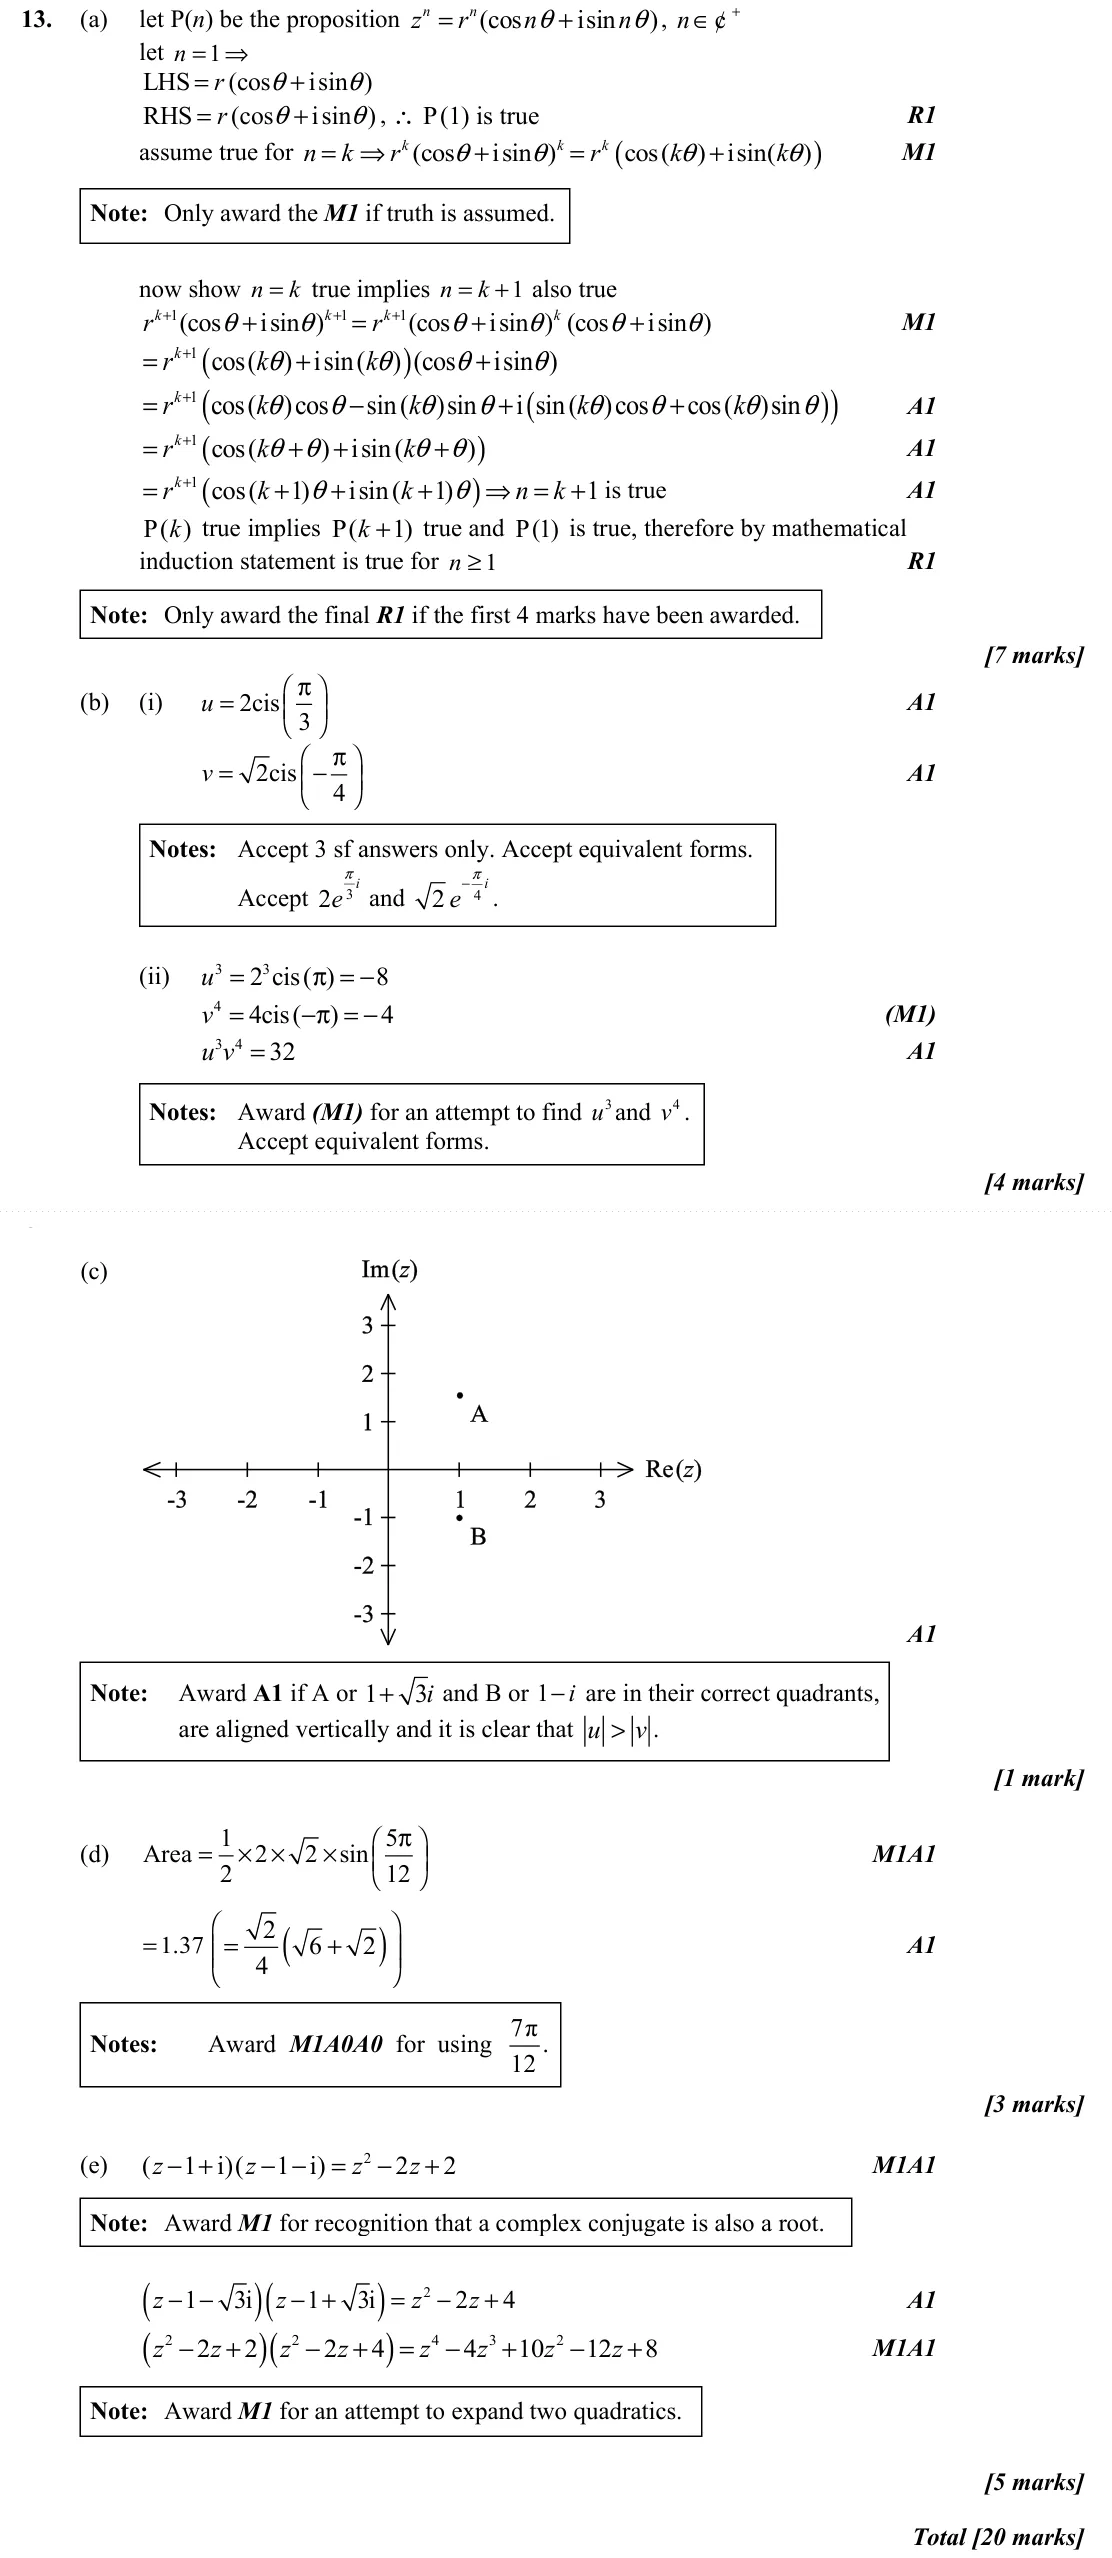 13. (a) let P(n) be the proposition zⁿ = rⁿ(cos nθ + i sin nθ), n ∈ ¢⁺
let n = 1 ⇒
LHS = r(cosθ + i sinθ)
RHS = r(cosθ + i sinθ), ∴ P(1) is true R1
assume true for n = k ⇒ rᵏ(cosθ + i sinθ)ᵏ = rᵏ(cos(kθ) + i sin(kθ)) M1
Note: Only award the M1 if truth is assumed.
now show n = k true implies n = k + 1 also true
rᵏ⁺¹(cosθ + i sinθ)ᵏ⁺¹ = rᵏ⁺¹(cosθ + i sinθ)ᵏ(cosθ + i sinθ) M1
= rᵏ⁺¹(cos(kθ) + i sin(kθ))(cosθ + i sinθ)
= rᵏ⁺¹(cos(kθ)cosθ − sin(kθ)sinθ + i(sin(kθ)cosθ + cos(kθ)sinθ)) A1
= rᵏ⁺¹(cos(kθ + θ) + i sin(kθ + θ)) A1
= rᵏ⁺¹(cos(k + 1)θ + i sin(k + 1)θ) ⇒ n = k + 1 is true A1
P(k) true implies P(k + 1) true and P(1) is true, therefore by mathematical
induction statement is true for n ≥ 1 R1
Note: Only award the final R1 if the first 4 marks have been awarded.
[7 marks]
(b) (i) u = 2cis(π/3) A1
v = √2cis(−π/4) A1
Notes: Accept 3 sf answers only. Accept equivalent forms.
Accept 2e^(π/3 i) and √2 e^(−π/4 i).
(ii) u³ = 2³cis(π) = −8
v⁴ = 4cis(−π) = −4 (M1)
u³v⁴ = 32 A1
Notes: Award (M1) for an attempt to find u³ and v⁴.
Accept equivalent forms.
[4 marks]
(c) Im(z)
3
2
A
1
Re(z)
-3 -2 -1 1 2 3
-1
B
-2
-3
A1
Note: Award A1 if A or 1 + √3i and B or 1 − i are in their correct quadrants,
are aligned vertically and it is clear that |u| > |v|.
[1 mark]
(d) Area = 1/2 × 2 × √2 × sin(5π/12) M1A1
= 1.37 (= √2/4 (√6 + √2)) A1
Notes: Award M1A0A0 for using 7π/12.
[3 marks]
(e) (z − 1 + i)(z − 1 − i) = z² − 2z + 2 M1A1
Note: Award M1 for recognition that a complex conjugate is also a root.
(z − 1 − √3i)(z − 1 + √3i) = z² − 2z + 4 A1
(z² − 2z + 2)(z² − 2z + 4) = z⁴ − 4z³ + 10z² − 12z + 8 M1A1
Note: Award M1 for an attempt to expand two quadratics.
[5 marks]
Total [20 marks]